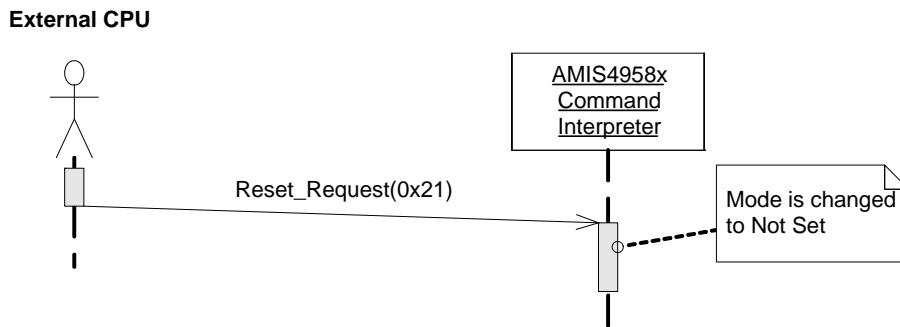 External CPU
AMIS4958x
Command
Interpreter
Reset_Request(0x21)
Mode is changed
to Not Set